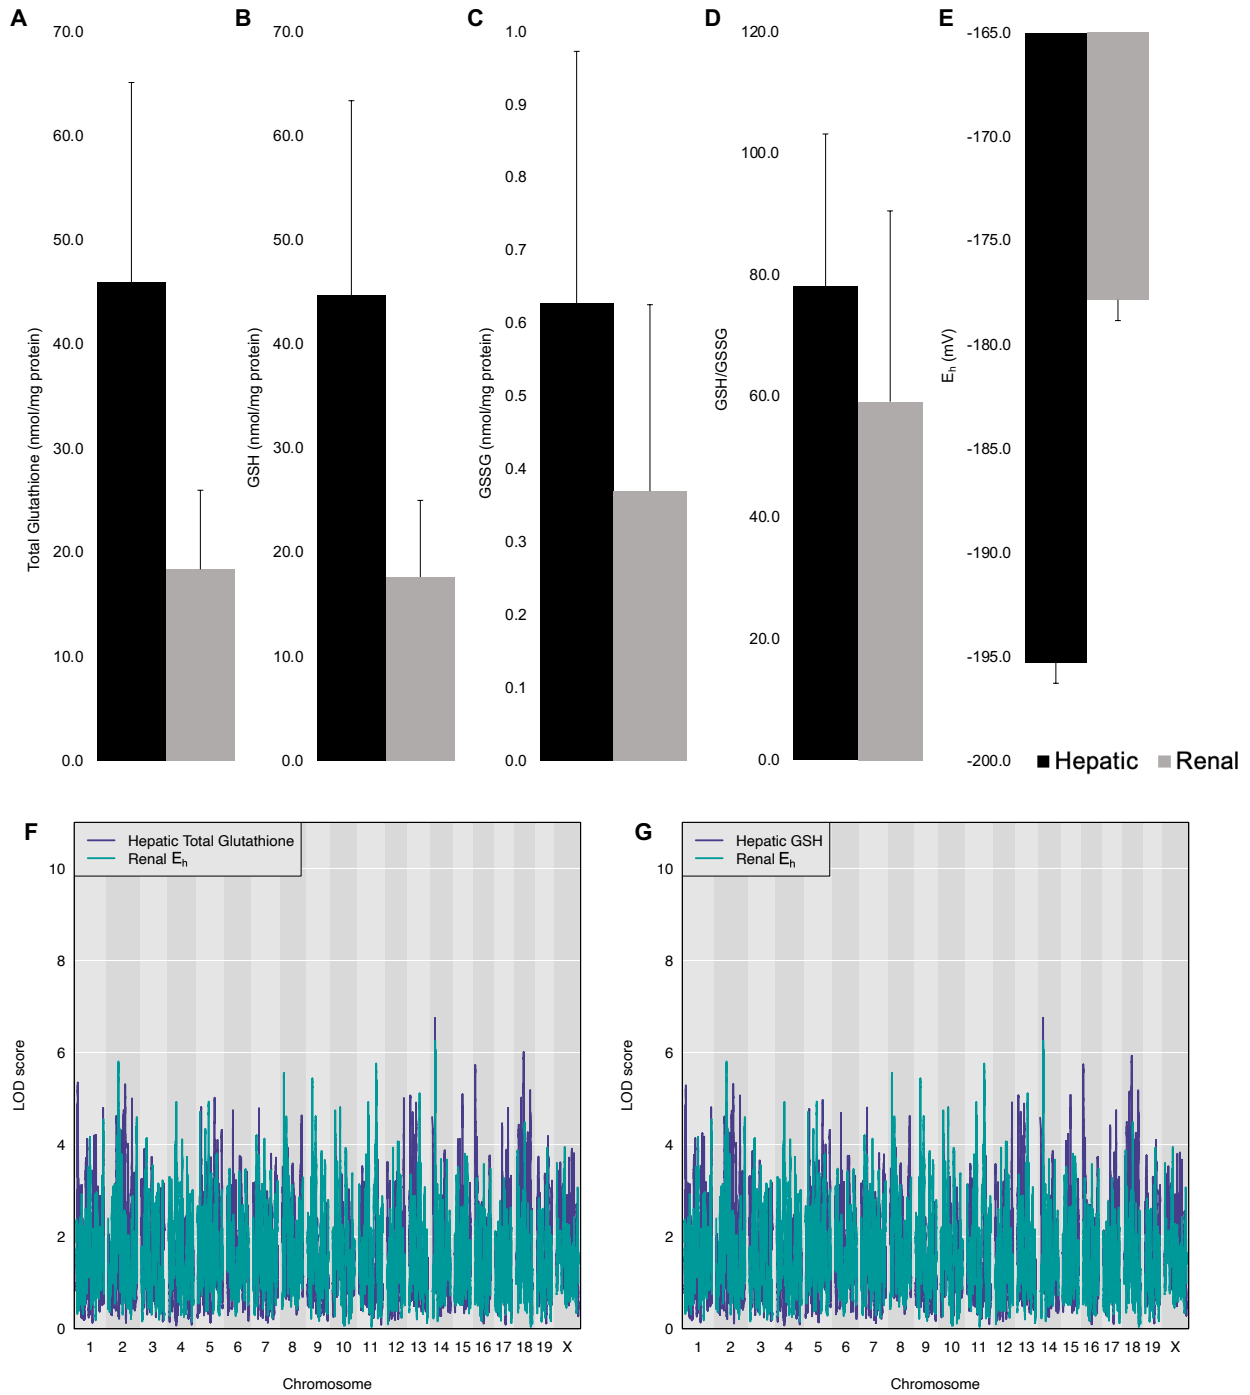 A
B
C
D
E
70.0
60.0
50.0
40.0
30.0
20.0
10.0
0.0
Total Glutathione (nmol/mg protein)
70.0
60.0
50.0
40.0
30.0
20.0
10.0
0.0
GSH (nmol/mg protein)
1.0
0.9
0.8
0.7
0.6
0.5
0.4
0.3
0.2
0.1
0.0
GSSG (nmol/mg protein)
120.0
100.0
80.0
60.0
40.0
20.0
0.0
GSH/GSSG
-165.0
-170.0
-175.0
-180.0
-185.0
-190.0
-195.0
-200.0
Eh (mV)
Hepatic Renal
F
Hepatic Total Glutathione
Renal Eh
10
8
6
4
2
0
LOD score
1 2 3 4 5 6 7 8 9 10 11 12 13 14 15 16 17 18 19 X
Chromosome
G
Hepatic GSH
Renal Eh
10
8
6
4
2
0
LOD score
1 2 3 4 5 6 7 8 9 10 11 12 13 14 15 16 17 18 19 X
Chromosome